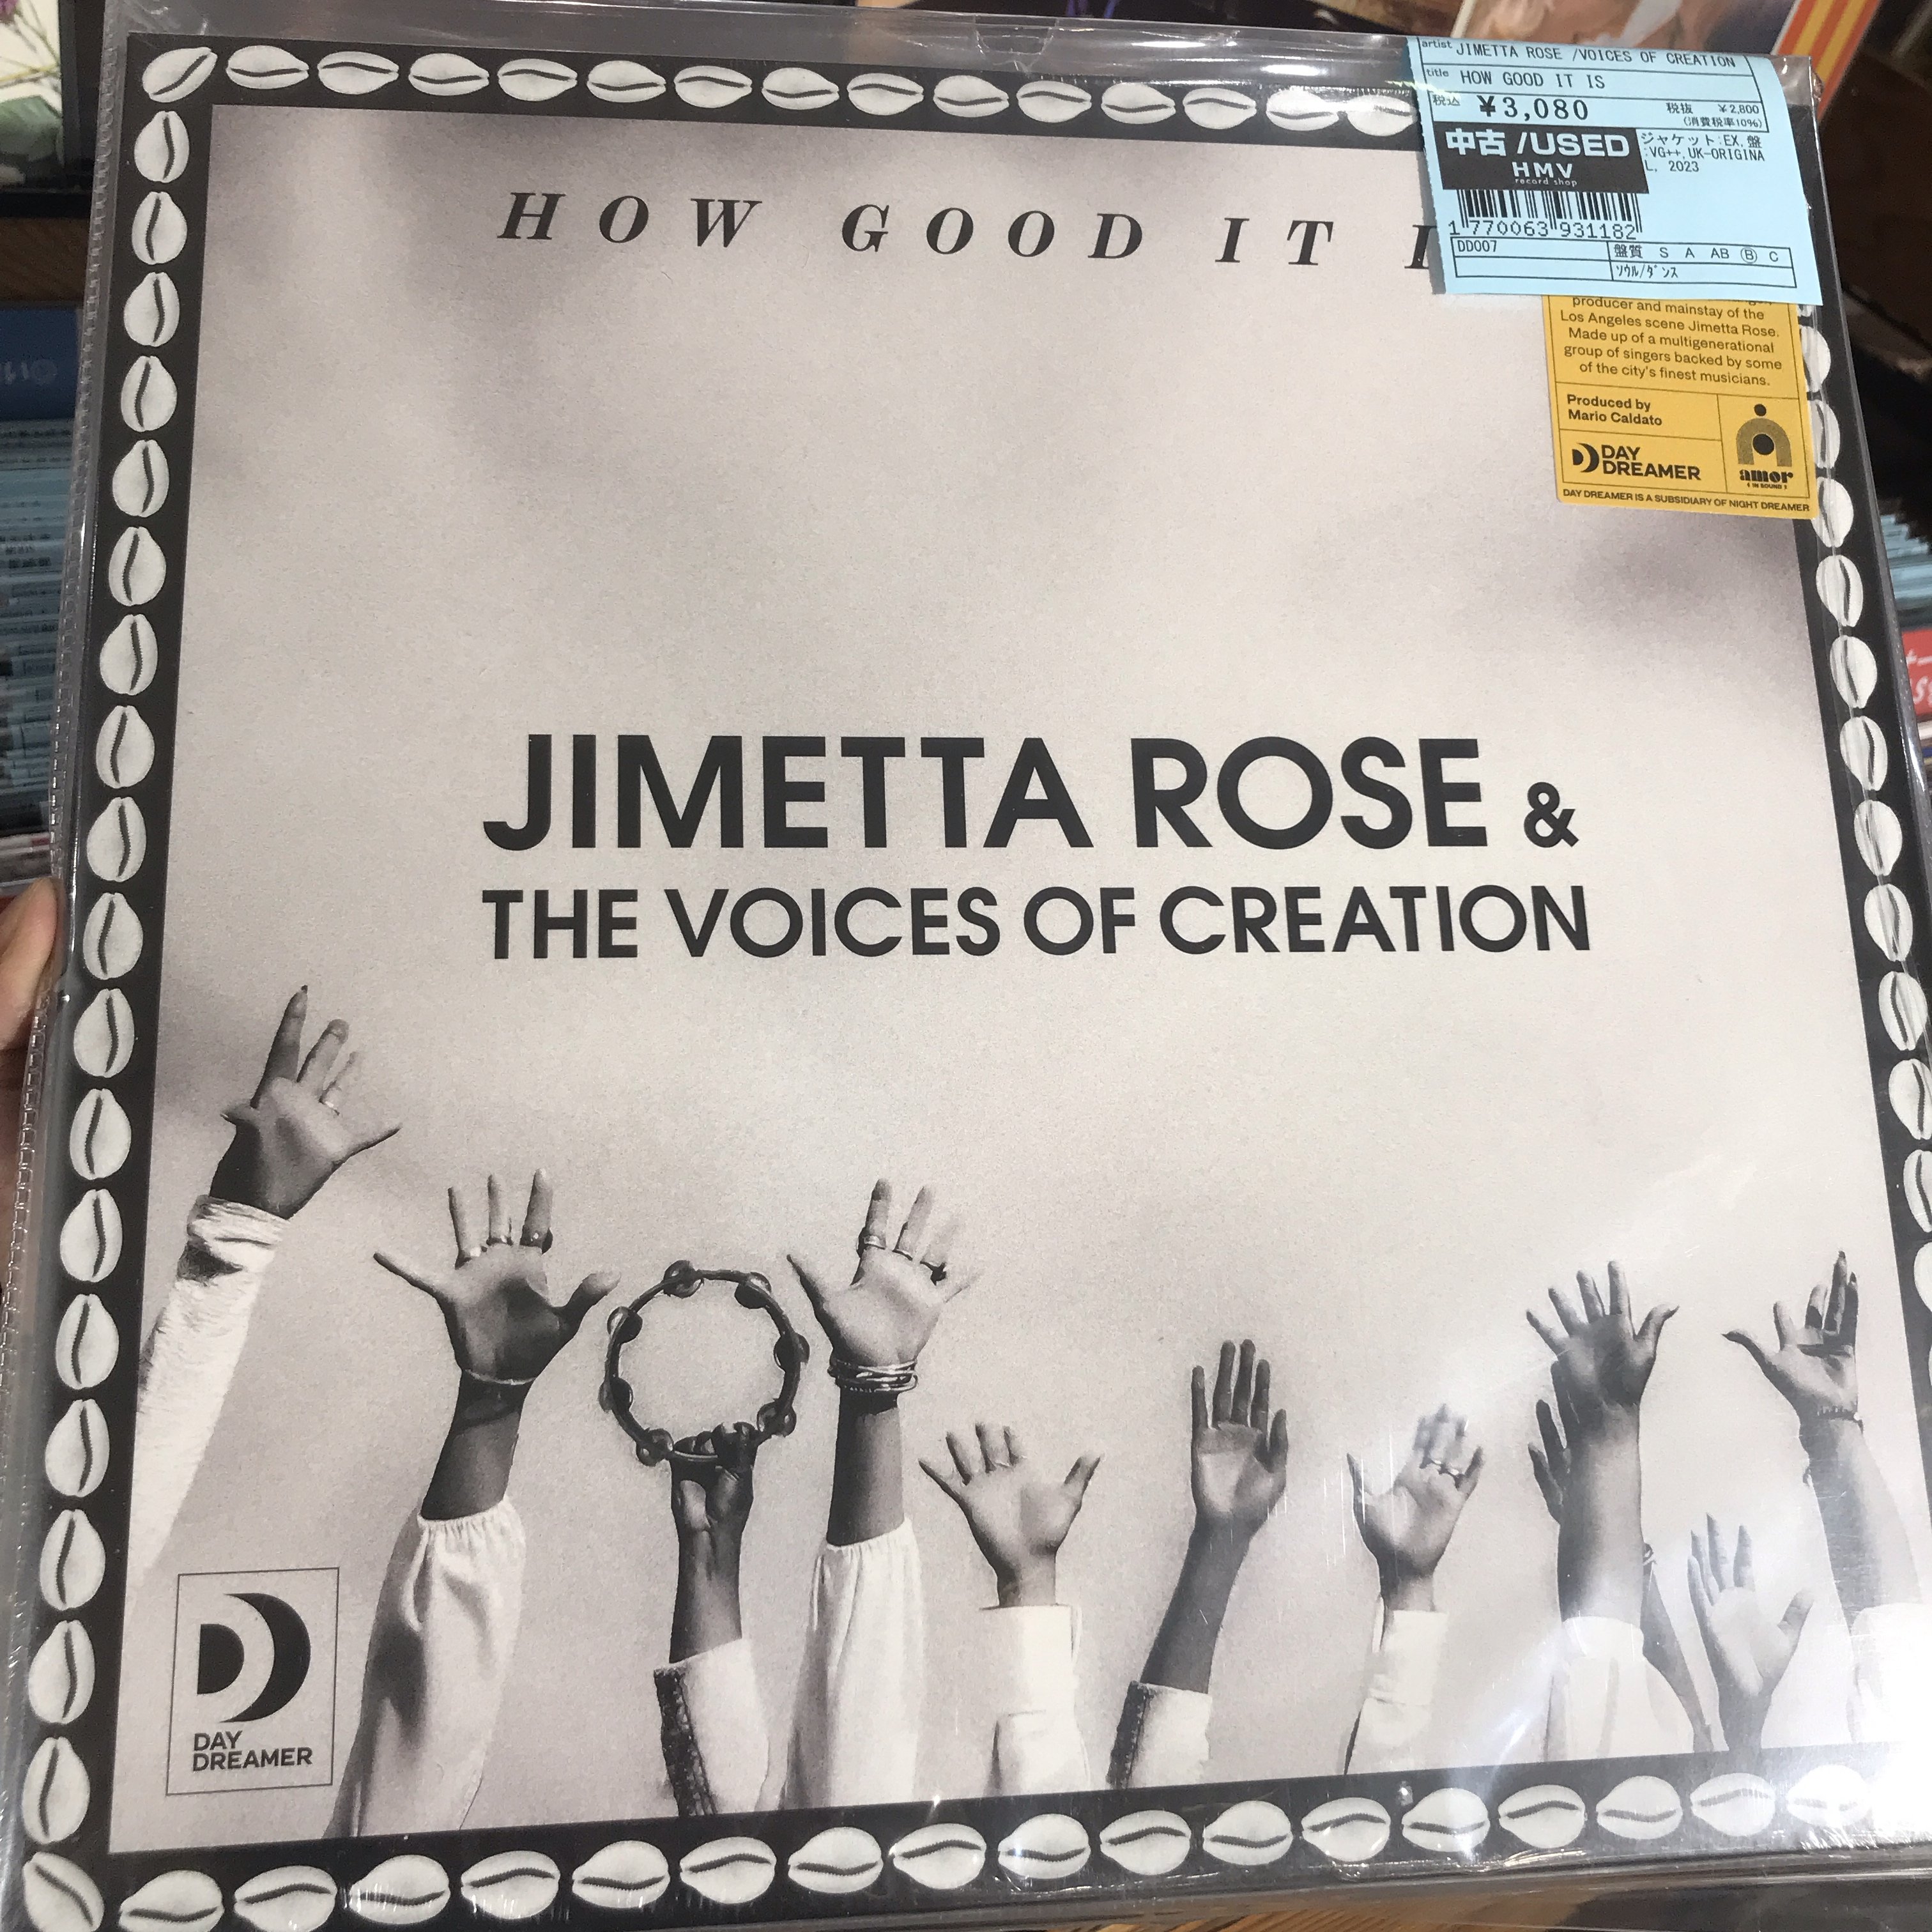 artist JIMETTA ROSE /VOICES OF CREATION
title HOW GOOD IT IS
税込 ¥3,080 税抜 ¥2,800
(消費税率10%)
中古 /USED
HMV
record shop
ジャケット:EX,盤
:VG++,UK-ORIGINA
L, 2023
1 770063 931182
DD007
盤質 S A AB B C
ソウル/ダンス
HOW GOOD IT
producer and mainstay of the
Los Angeles scene Jimetta Rose.
Made up of a multigenerational
group of singers backed by some
of the city's finest musicians.
Produced by
Mario Caldato
DAY
DREAMER
amor
IN SOUND
DAY DREAMER IS A SUBSIDIARY OF NIGHT DREAMER
JIMETTA ROSE &
THE VOICES OF CREATION
DAY
DREAMER